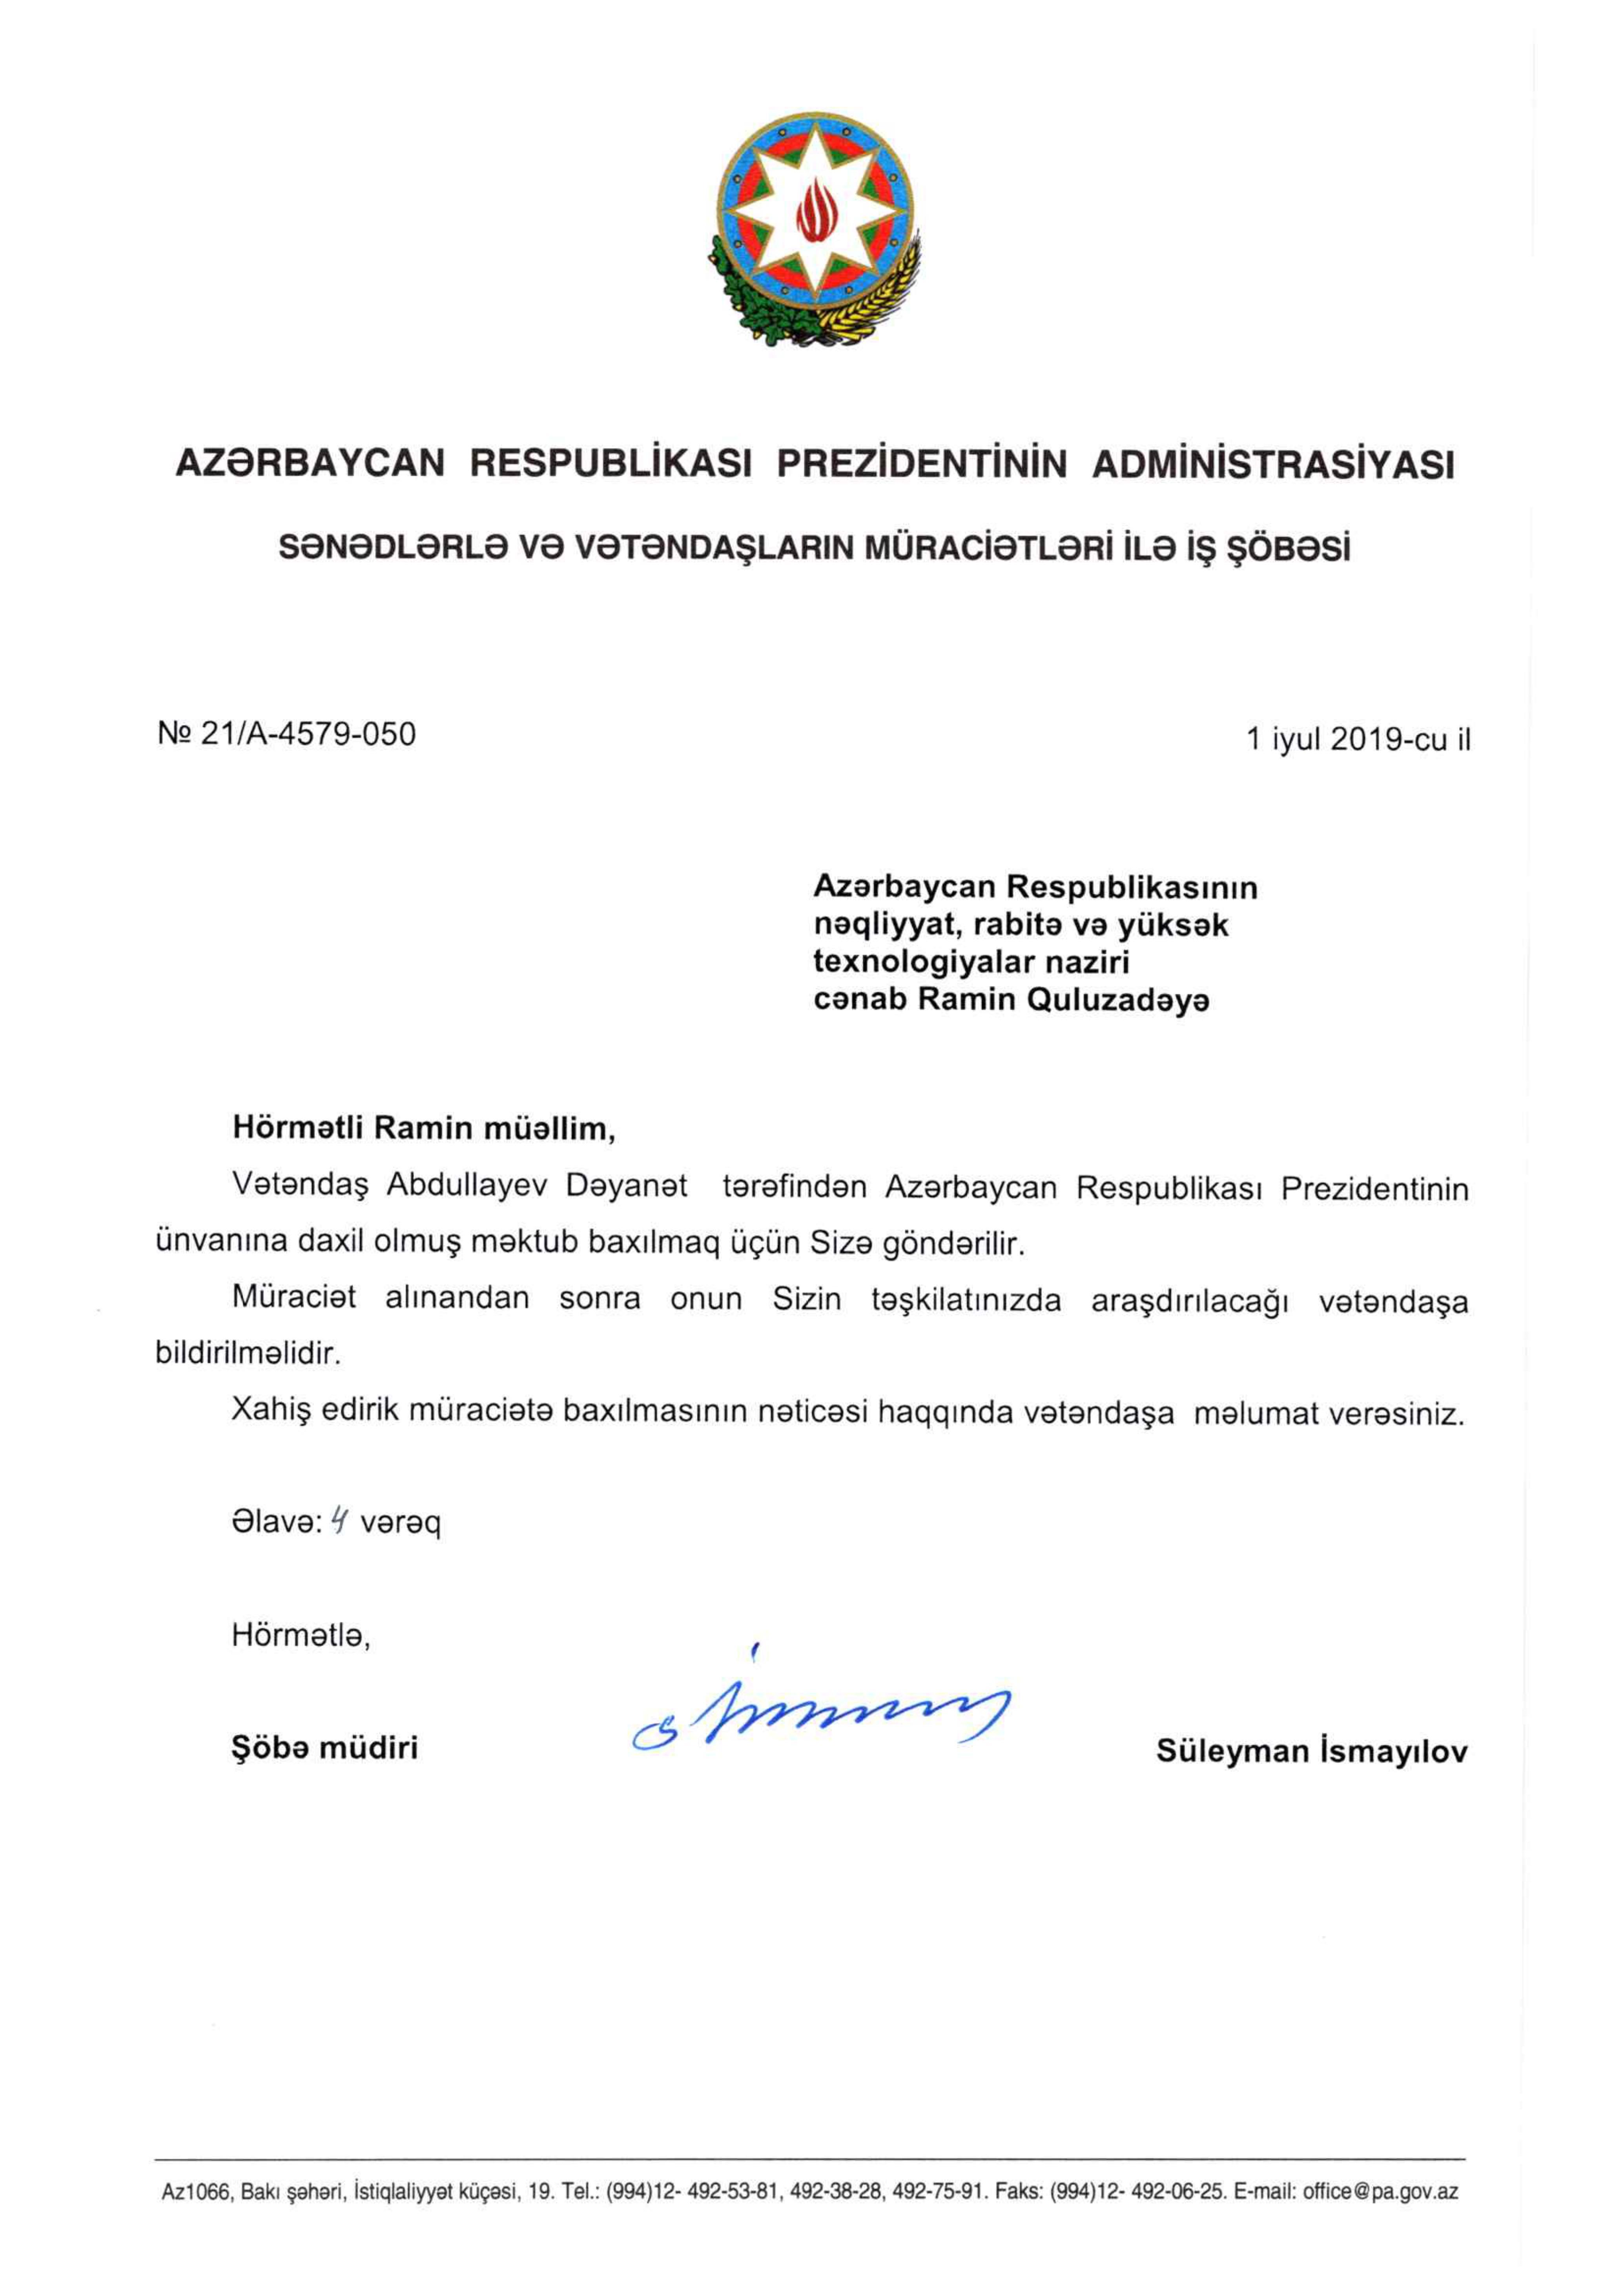 AZƏRBAYCAN RESPUBLİKASI PREZİDENTİNİN ADMİNİSTRASİYASI
SƏNƏDLƏRLƏ VƏ VƏTƏNDAŞLARIN MÜRACİƏTLƏRİ İLƏ İŞ ŞÖBƏSİ
№ 21/A-4579-050
1 iyul 2019-cu il
Azərbaycan Respublikasının
nəqliyyat, rabitə və yüksək
texnologiyalar naziri
cənab Ramin Quluzadəyə
Hörmətli Ramin müəllim,
Vətəndaş Abdullayev Dəyanət tərəfindən Azərbaycan Respublikası Prezidentinin
ünvanına daxil olmuş məktub baxılmaq üçün Sizə göndərilir.
Müraciət alınandan sonra onun Sizin təşkilatınızda araşdırılacağı vətəndaşa
bildirilməlidir.
Xahiş edirik müraciətə baxılmasının nəticəsi haqqında vətəndaşa məlumat verəsiniz.
Əlavə: 4 vərəq
Hörmətlə,
Şöbə müdiri
Süleyman İsmayılov
Az1066, Bakı şəhəri, İstiqlaliyyət küçəsi, 19. Tel.: (994)12- 492-53-81, 492-38-28, 492-75-91. Faks: (994)12- 492-06-25. E-mail: office@pa.gov.az